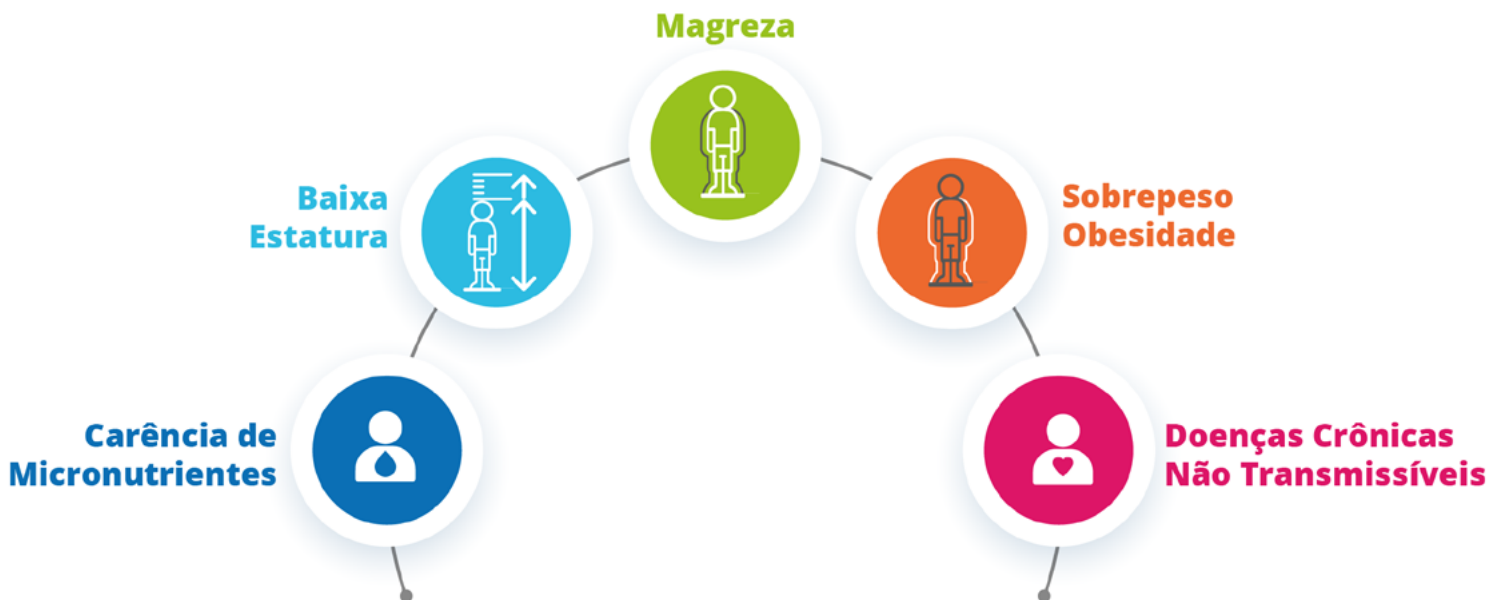 Magreza
Baixa
Estatura
Sobrepeso
Obesidade
Carência de
Micronutrientes
Doenças Crônicas
Não Transmissíveis